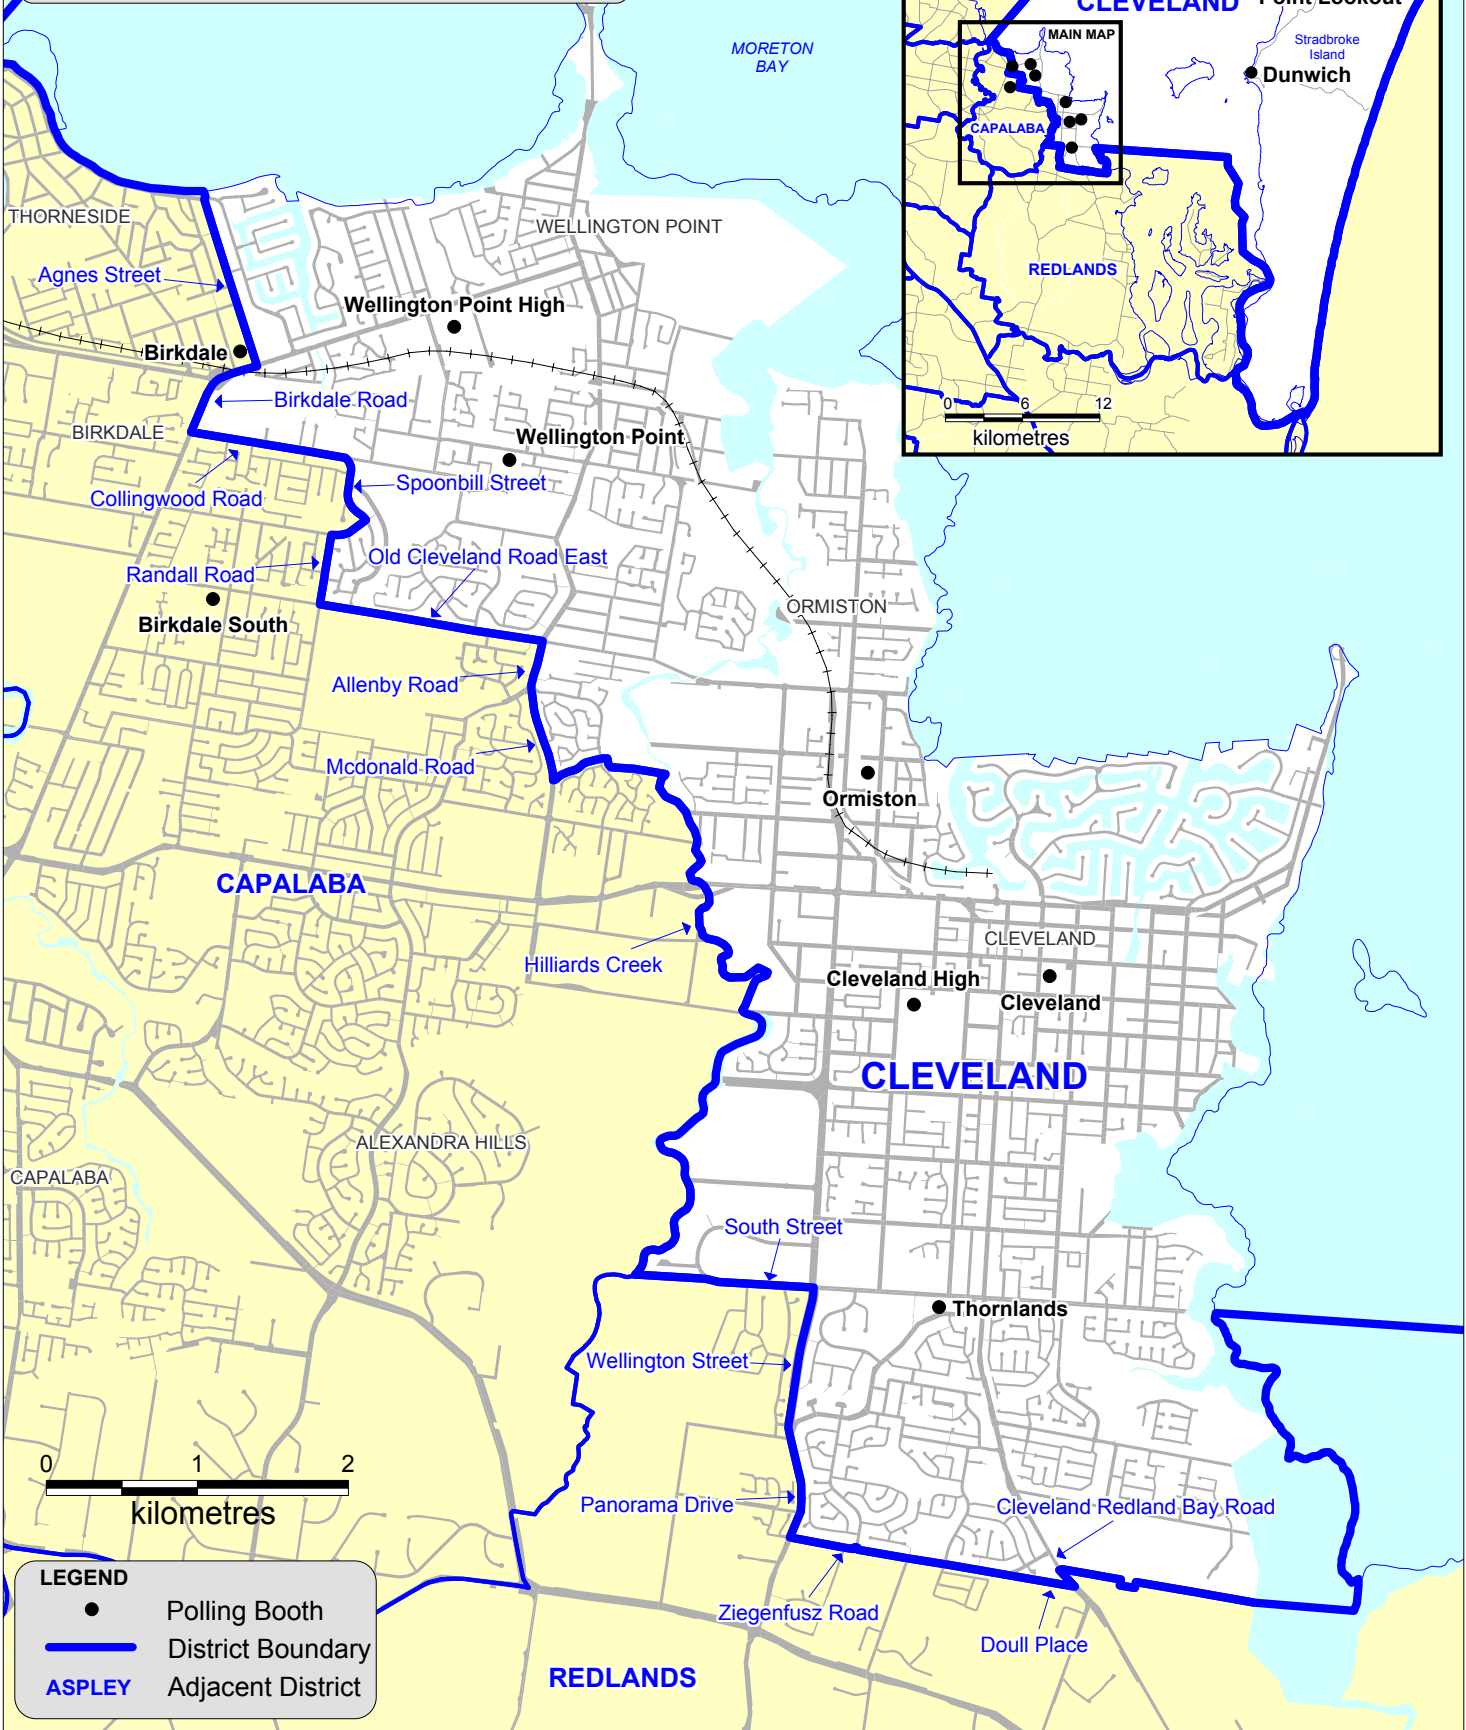 CLEVELAND
Point Lookout
MORETON
BAY
MAIN MAP
Stradbroke
Island
Dunwich
CAPALABA
REDLANDS
0 6 12
kilometres
THORNESIDE
WELLINGTON POINT
Agnes Street
Wellington Point High
Birkdale
Birkdale Road
BIRKDALE
Wellington Point
Collingwood Road
Spoonbill Street
Old Cleveland Road East
Randall Road
Birkdale South
ORMISTON
Allenby Road
Mcdonald Road
Ormiston
CAPALABA
CLEVELAND
Hilliards Creek
Cleveland High
Cleveland
CLEVELAND
ALEXANDRA HILLS
CAPALABA
South Street
Thornlands
Wellington Street
0 1 2
kilometres
Panorama Drive
Cleveland Redland Bay Road
Ziegenfusz Road
Doull Place
REDLANDS
LEGEND
Polling Booth
District Boundary
ASPLEY Adjacent District